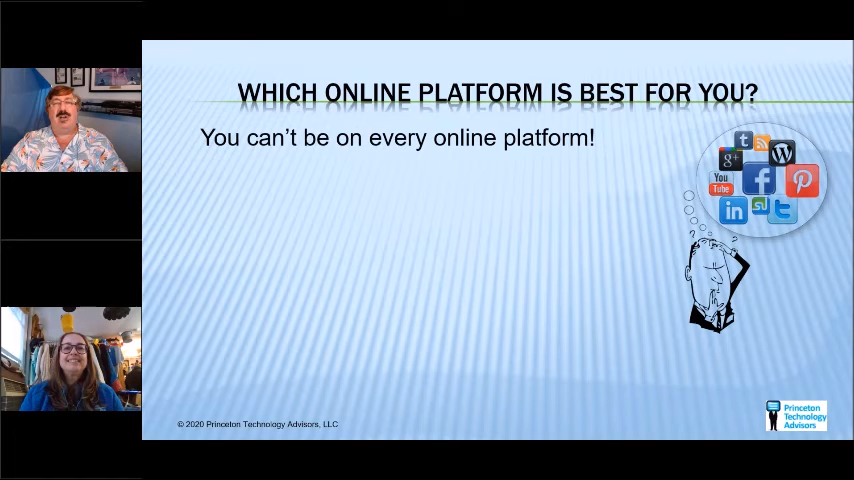 WHICH ONLINE PLATFORM IS BEST FOR YOU?
You can't be on every online platform!
t
g+
W
You
Tube
f
p
in
t
?
?
© 2020 Princeton Technology Advisors, LLC
Princeton
Technology
Advisors